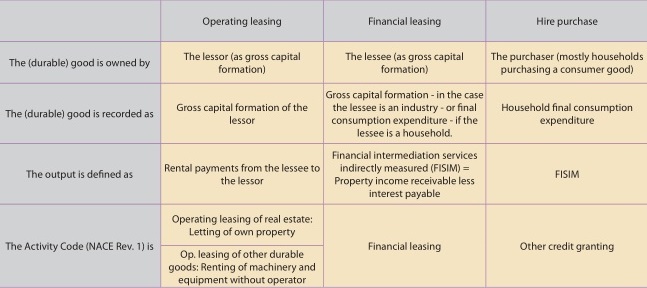 Operating leasing
Financial leasing
Hire purchase
The (durable) good is owned by
The lessor (as gross capital
formation)
The lessee (as gross capital
formation)
The purchaser (mostly households
purchasing a consumer good)
The (durable) good is recorded as
Gross capital formation of the
lessor
Gross capital formation - in the case
the lessee is an industry - or final
consumption expenditure - if the
lessee is a household.
Household final consumption
expenditure
The output is defined as
Rental payments from the lessee to
the lessor
Financial intermediation services
indirectly measured (FISIM) =
Property income receivable less
interest payable
FISIM
The Activity Code (NACE Rev. 1) is
Operating leasing of real estate:
Letting of own property
Op. leasing of other durable
goods: Renting of machinery and
equipment without operator
Financial leasing
Other credit granting